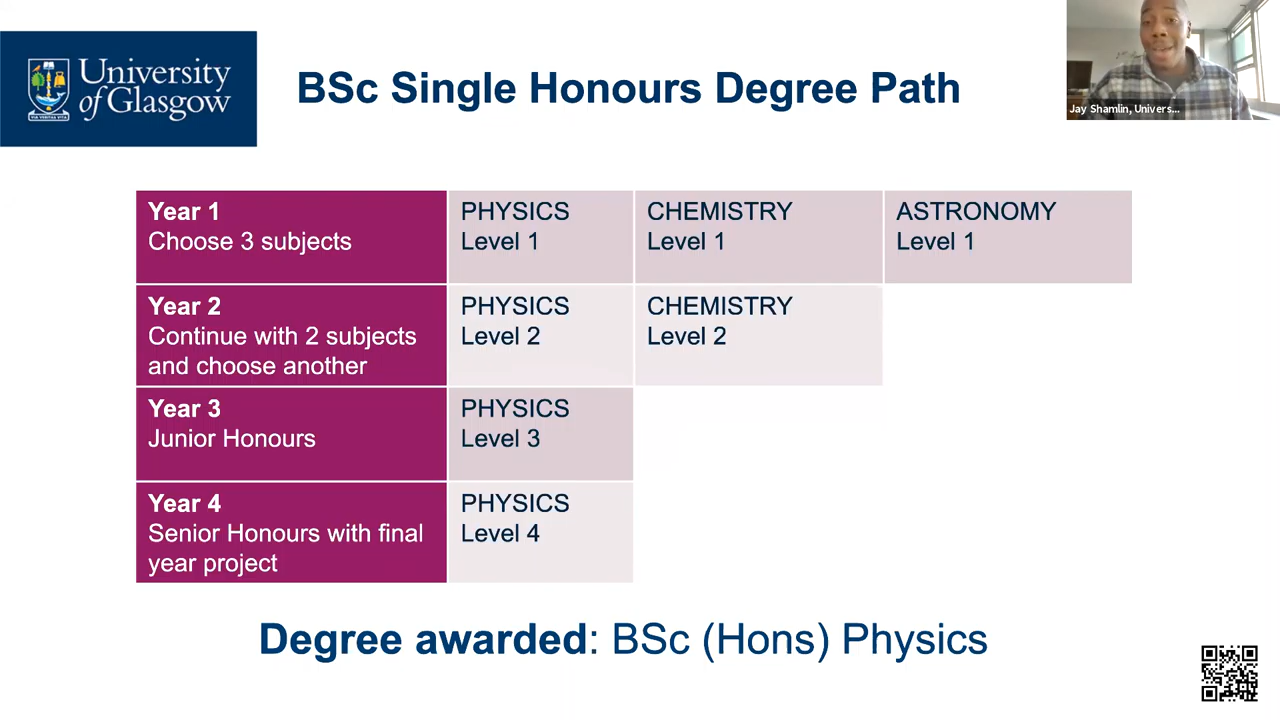 University
of Glasgow
VIA VERITAS VITA
BSc Single Honours Degree Path
Jay Shamlin, Univers...
Year 1
Choose 3 subjects
PHYSICS
Level 1
CHEMISTRY
Level 1
ASTRONOMY
Level 1
Year 2
Continue with 2 subjects
and choose another
PHYSICS
Level 2
CHEMISTRY
Level 2
Year 3
Junior Honours
PHYSICS
Level 3
Year 4
Senior Honours with final
year project
PHYSICS
Level 4
Degree awarded: BSc (Hons) Physics